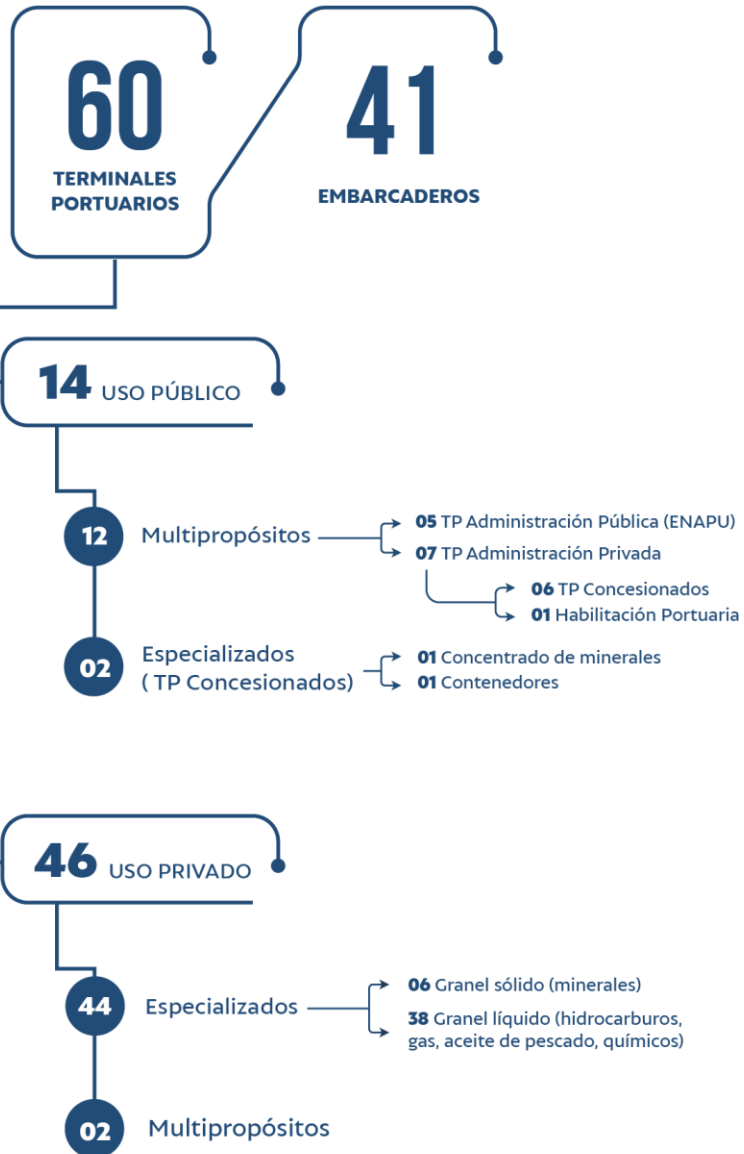 60
TERMINALES
PORTUARIOS
41
EMBARCADEROS
14 USO PÚBLICO
12 Multipropósitos
05 TP Administración Pública (ENAPU)
07 TP Administración Privada
06 TP Concesionados
01 Habilitación Portuaria
02 Especializados
( TP Concesionados)
01 Concentrado de minerales
01 Contenedores
46 USO PRIVADO
44 Especializados
06 Granel sólido (minerales)
38 Granel líquido (hidrocarburos,
gas, aceite de pescado, químicos)
02 Multipropósitos